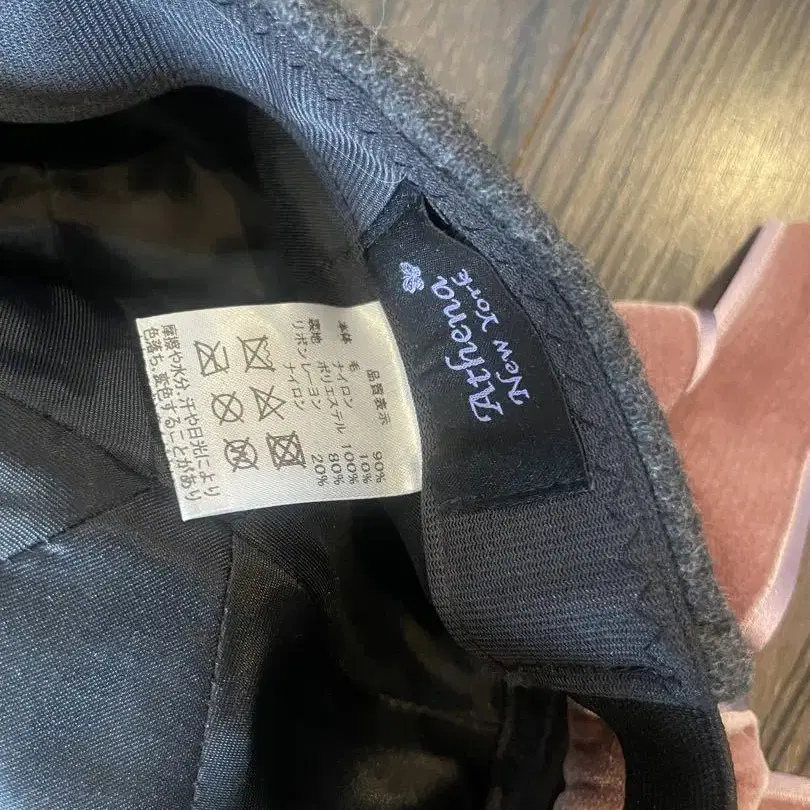 Athena
New York
品質表示
本体 毛 90%
ナイロン 10%
裏地 ポリエステル 100%
リボン レーヨン 80%
ナイロン 20%
摩擦や水分.汗や日光により
色落ち.変色することがあり